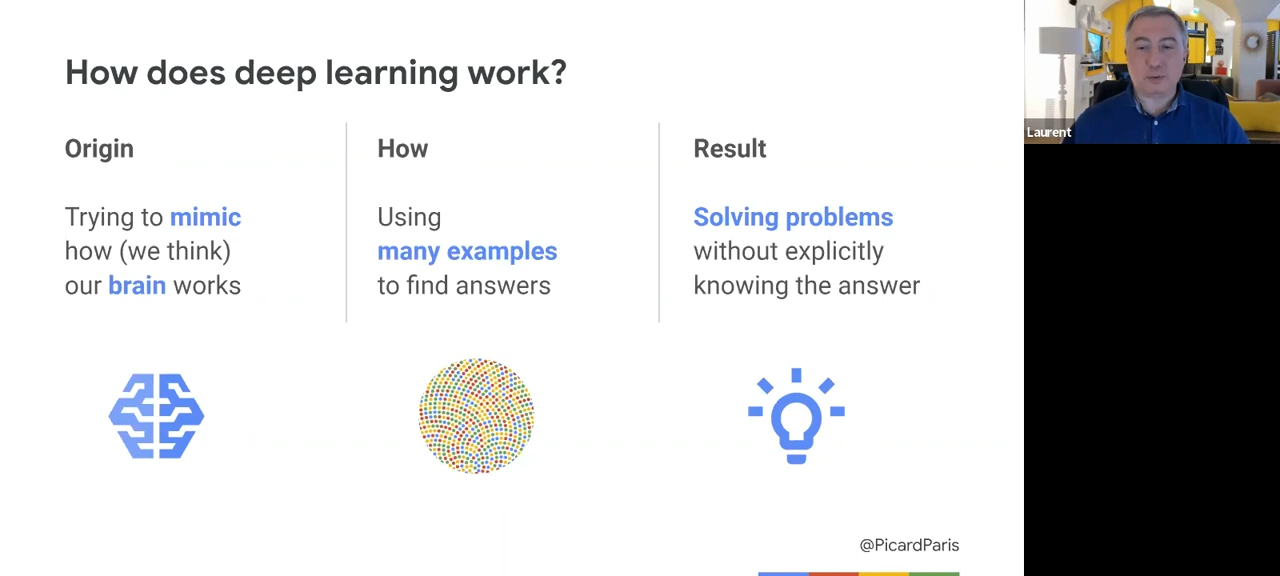 How does deep learning work?
Origin
Trying to mimic
how (we think)
our brain works
How
Using
many examples
to find answers
Result
Solving problems
without explicitly
knowing the answer
@PicardParis
Laurent